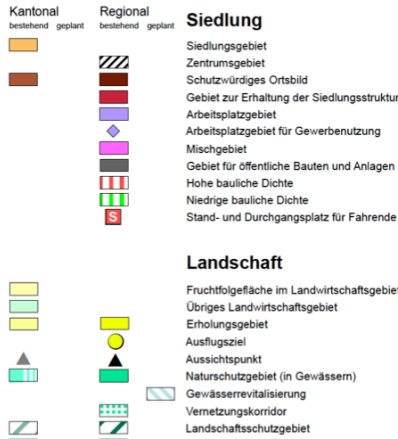 Kantonal Regional
bestehend geplant bestehend geplant
Siedlung
Siedlungsgebiet
Zentrumsgebiet
Schutzwürdiges Ortsbild
Gebiet zur Erhaltung der Siedlungsstruktur
Arbeitsplatzgebiet
Arbeitsplatzgebiet für Gewerbenutzung
Mischgebiet
Gebiet für öffentliche Bauten und Anlagen
Hohe bauliche Dichte
Niedrige bauliche Dichte
S Stand- und Durchgangsplatz für Fahrende
Landschaft
Fruchtfolgefläche im Landwirtschaftsgebiet
Übriges Landwirtschaftsgebiet
Erholungsgebiet
Ausflugsziel
Aussichtspunkt
Naturschutzgebiet (in Gewässern)
Gewässerrevitalisierung
Vernetzungskorridor
Landschaftsschutzgebiet